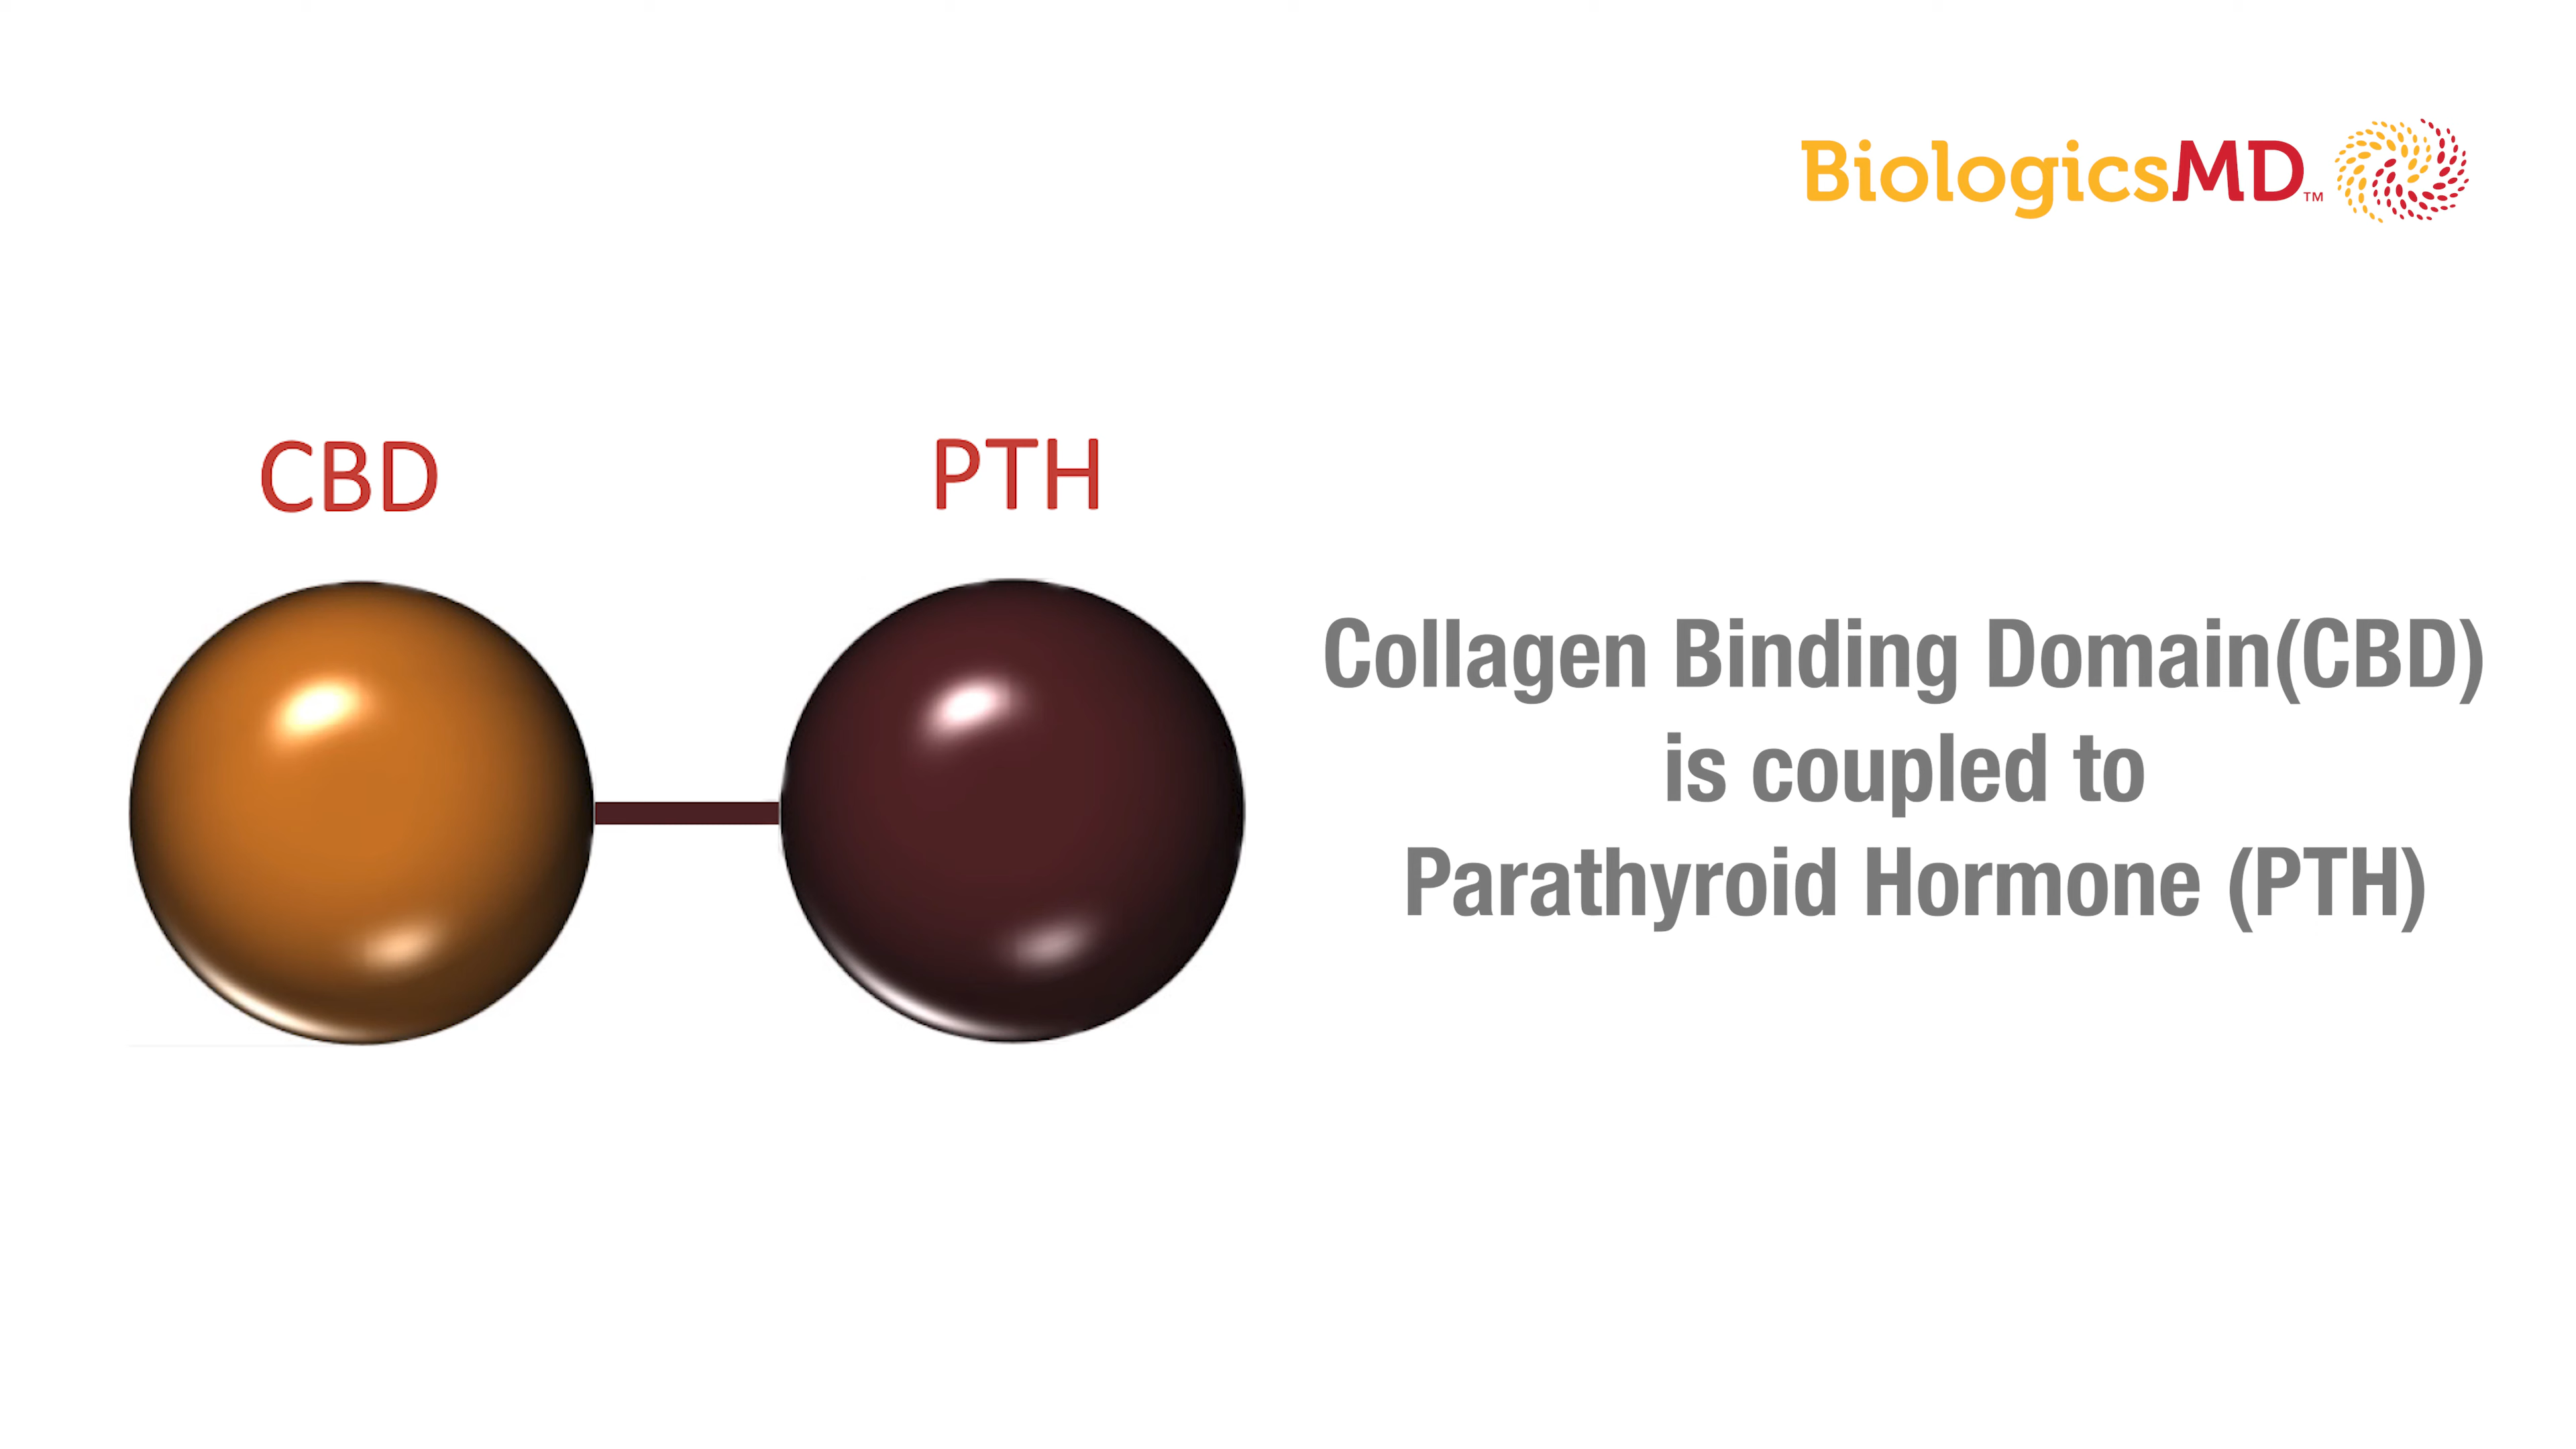 BiologicsMD™
CBD
PTH
Collagen Binding Domain(CBD)
is coupled to
Parathyroid Hormone (PTH)